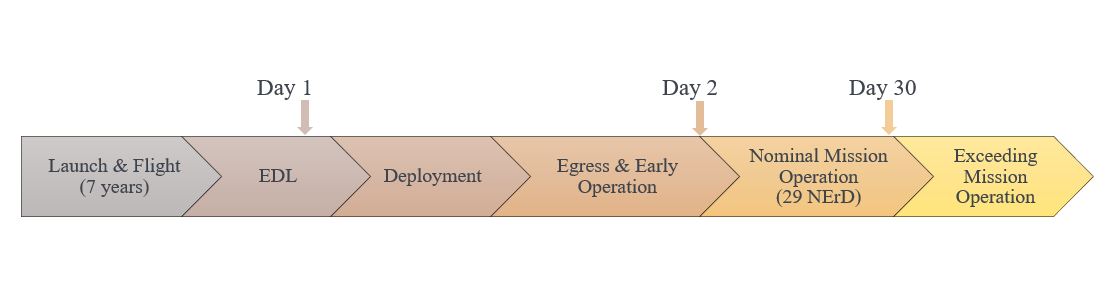 Day 1
Day 2
Day 30
Launch & Flight
(7 years)
EDL
Deployment
Egress & Early
Operation
Nominal Mission
Operation
(29 NErD)
Exceeding
Mission
Operation